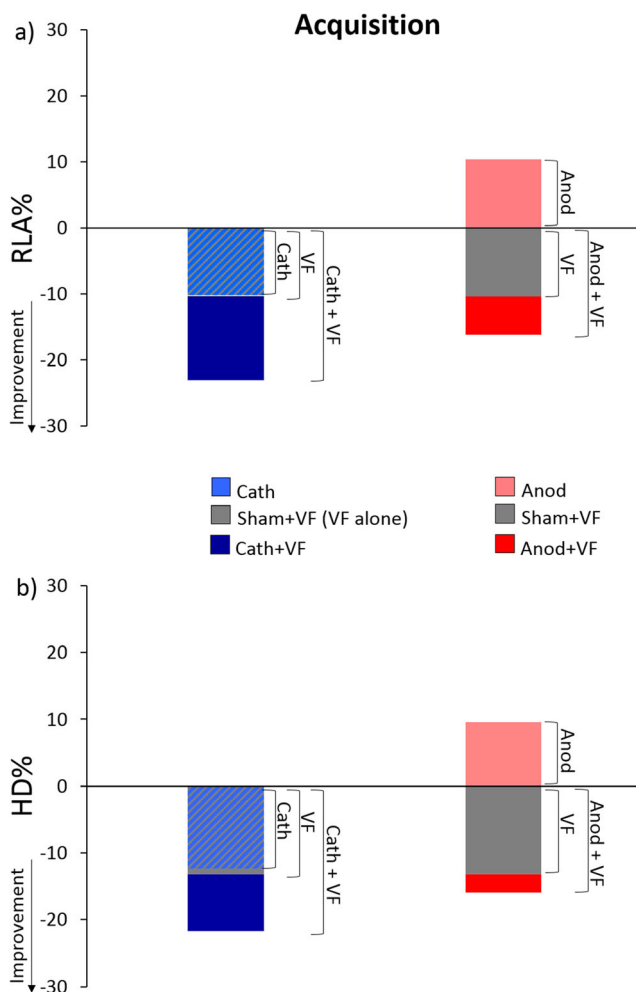 Acquisition
a)
30
20
10
0
-10
-20
-30
RLA%
Improvement
Cath
VF
Cath + VF
Anod
VF
Anod + VF
Cath
Sham+VF (VF alone)
Cath+VF
Anod
Sham+VF
Anod+VF
b)
30
20
10
0
-10
-20
-30
HD%
Improvement
Cath
VF
Cath + VF
Anod
VF
Anod + VF